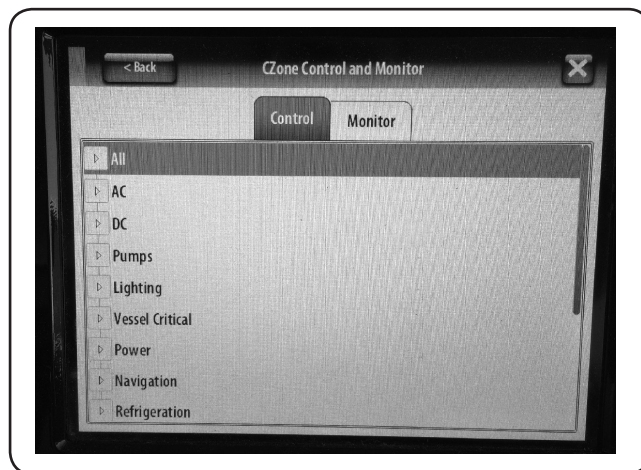 < Back
CZone Control and Monitor
Control
Monitor
All
AC
DC
Pumps
Lighting
Vessel Critical
Power
Navigation
Refrigeration